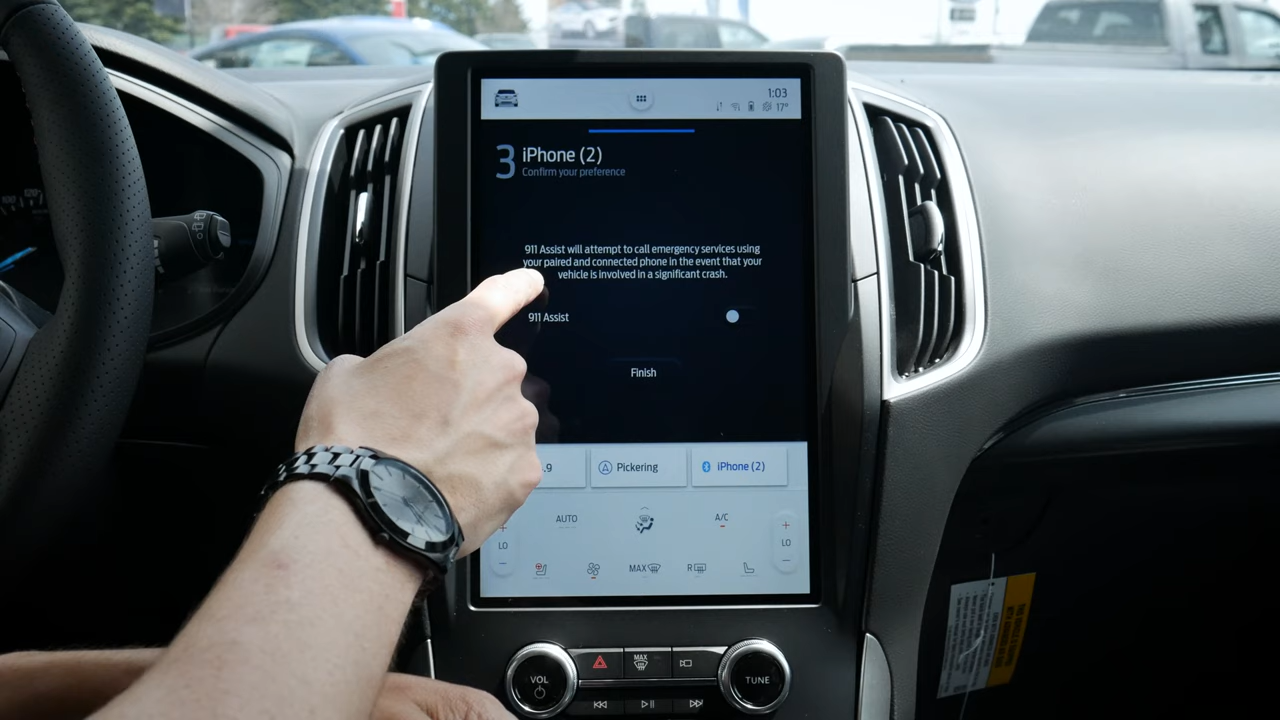 1:03
17°
3
iPhone (2)
Confirm your preference
911 Assist will attempt to call emergency services using
your paired and connected phone in the event that your
vehicle is involved in a significant crash.
911 Assist
Finish
.9
Pickering
iPhone (2)
AUTO
A/C
LO
LO
MAX
R
VOL
MAX
TUNE